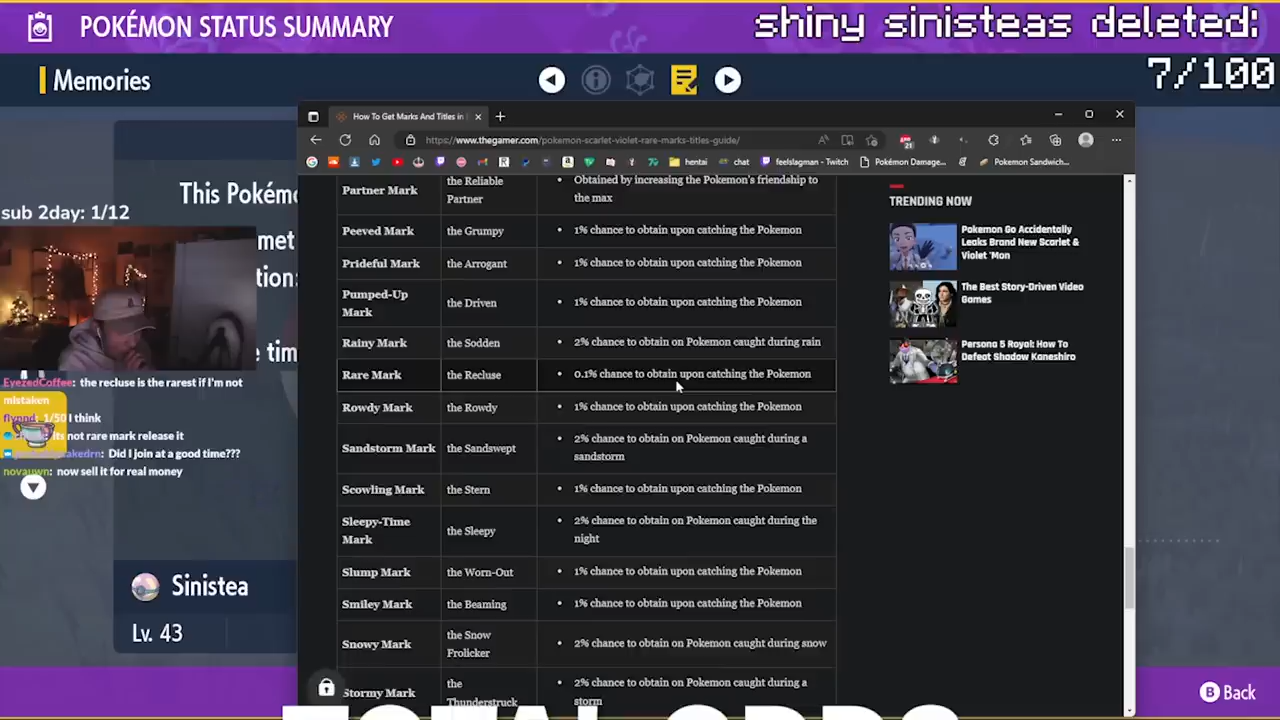 POKÉMON STATUS SUMMARY
shiny sinisteas deleted:
7/100
Memories
How To Get Marks And Titles in
https://www.thegamer.com/pokemon-scarlet-violet-rare-marks-titles-guide/
21
hentai
chat
feelslagman - Twitch
Pokémon Damage...
Pokemon Sandwich...
This Pokémo
met
tion:
e tim
sub 2day: 1/12
Partner Mark
the Reliable
Partner
Obtained by increasing the Pokemon's friendship to
the max
Peeved Mark
the Grumpy
1% chance to obtain upon catching the Pokemon
Prideful Mark
the Arrogant
1% chance to obtain upon catching the Pokemon
Pumped-Up
Mark
the Driven
1% chance to obtain upon catching the Pokemon
Rainy Mark
the Sodden
2% chance to obtain on Pokemon caught during rain
Rare Mark
the Recluse
0.1% chance to obtain upon catching the Pokemon
Rowdy Mark
the Rowdy
1% chance to obtain upon catching the Pokemon
Sandstorm Mark
the Sandswept
2% chance to obtain on Pokemon caught during a
sandstorm
Scowling Mark
the Stern
1% chance to obtain upon catching the Pokemon
Sleepy-Time
Mark
the Sleepy
2% chance to obtain on Pokemon caught during the
night
Slump Mark
the Worn-Out
1% chance to obtain upon catching the Pokemon
Smiley Mark
the Beaming
1% chance to obtain upon catching the Pokemon
Snowy Mark
the Snow
Frolicker
2% chance to obtain on Pokemon caught during snow
Stormy Mark
the
Thunderstruck
2% chance to obtain on Pokemon caught during a
storm
TRENDING NOW
Pokemon Go Accidentally
Leaks Brand New Scarlet &
Violet 'Mon
The Best Story-Driven Video
Games
Persona 5 Royal: How To
Defeat Shadow Kaneshiro
EyezedCoffee: the recluse is the rarest if I'm not
mistaken
flynnd: 1/50 I think
its not rare mark release it
Did I join at a good time???
novauwn: now sell it for real money
Sinistea
Lv. 43
B Back
TOTAL ODDS